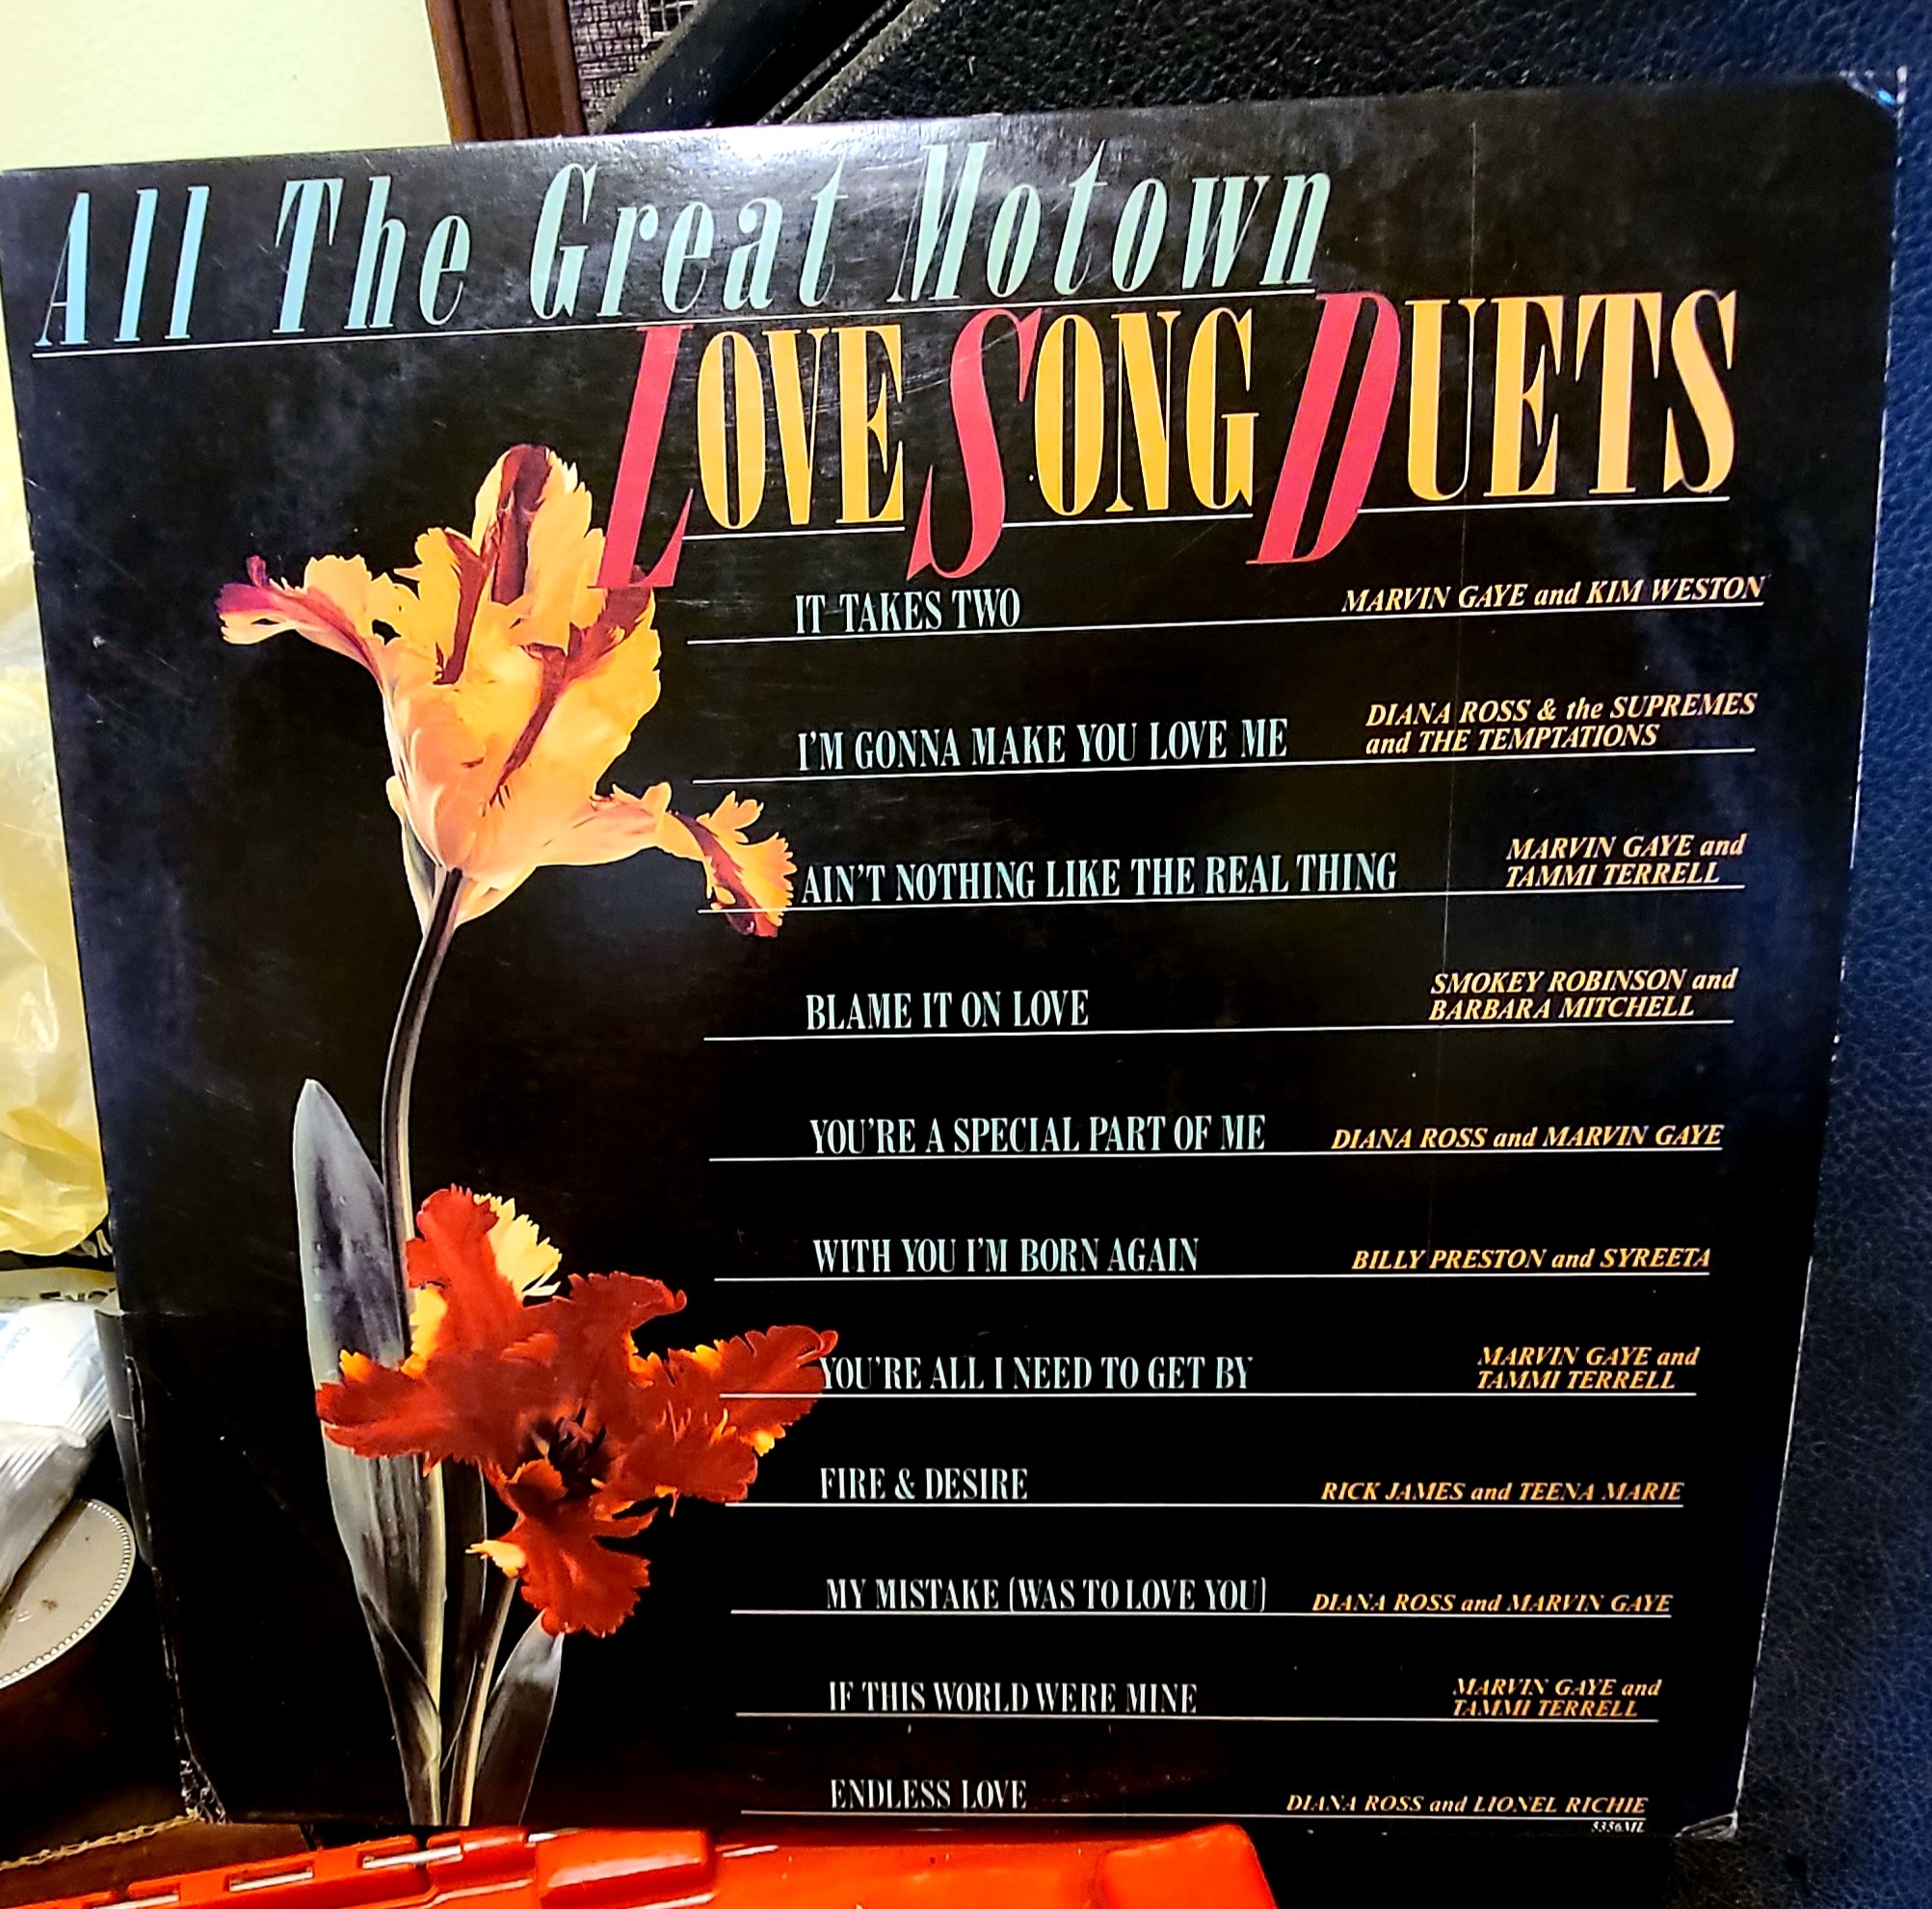 All The Great Motown
LOVE SONG DUETS
IT TAKES TWO MARVIN GAYE and KIM WESTON
I'M GONNA MAKE YOU LOVE ME DIANA ROSS & the SUPREMES
and THE TEMPTATIONS
AIN'T NOTHING LIKE THE REAL THING MARVIN GAYE and
TAMMI TERRELL
BLAME IT ON LOVE SMOKEY ROBINSON and
BARBARA MITCHELL
YOU'RE A SPECIAL PART OF ME DIANA ROSS and MARVIN GAYE
WITH YOU I'M BORN AGAIN BILLY PRESTON and SYREETA
YOU'RE ALL I NEED TO GET BY MARVIN GAYE and
TAMMI TERRELL
FIRE & DESIRE RICK JAMES and TEENA MARIE
MY MISTAKE (WAS TO LOVE YOU) DIANA ROSS and MARVIN GAYE
IF THIS WORLD WERE MINE MARVIN GAYE and
TAMMI TERRELL
ENDLESS LOVE DIANA ROSS and LIONEL RICHIE
5356ML